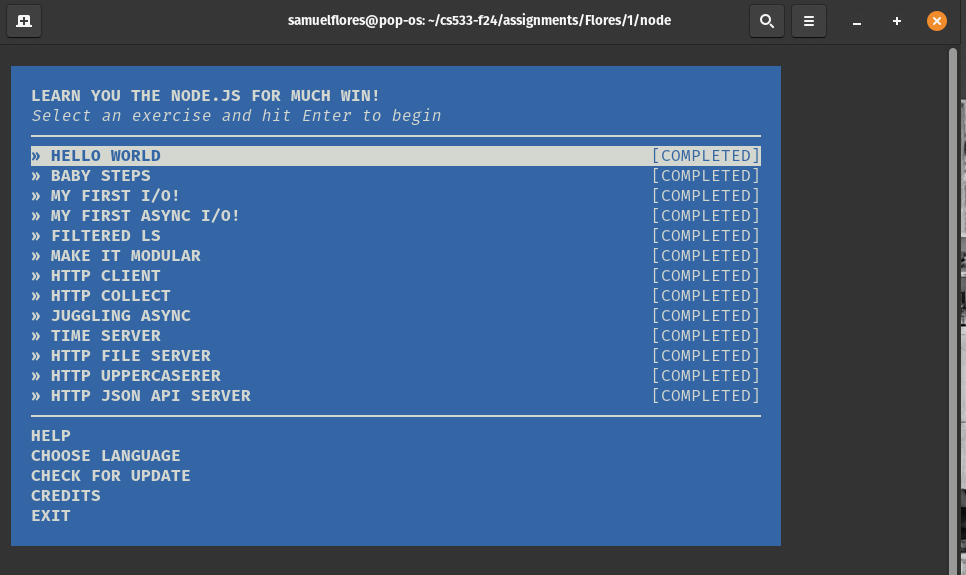 samuelflores@pop-os: ~/cs533-f24/assignments/Flores/1/node
LEARN YOU THE NODE.JS FOR MUCH WIN!
Select an exercise and hit Enter to begin
» HELLO WORLD [COMPLETED]
» BABY STEPS [COMPLETED]
» MY FIRST I/O! [COMPLETED]
» MY FIRST ASYNC I/O! [COMPLETED]
» FILTERED LS [COMPLETED]
» MAKE IT MODULAR [COMPLETED]
» HTTP CLIENT [COMPLETED]
» HTTP COLLECT [COMPLETED]
» JUGGLING ASYNC [COMPLETED]
» TIME SERVER [COMPLETED]
» HTTP FILE SERVER [COMPLETED]
» HTTP UPPERCASERER [COMPLETED]
» HTTP JSON API SERVER [COMPLETED]
HELP
CHOOSE LANGUAGE
CHECK FOR UPDATE
CREDITS
EXIT